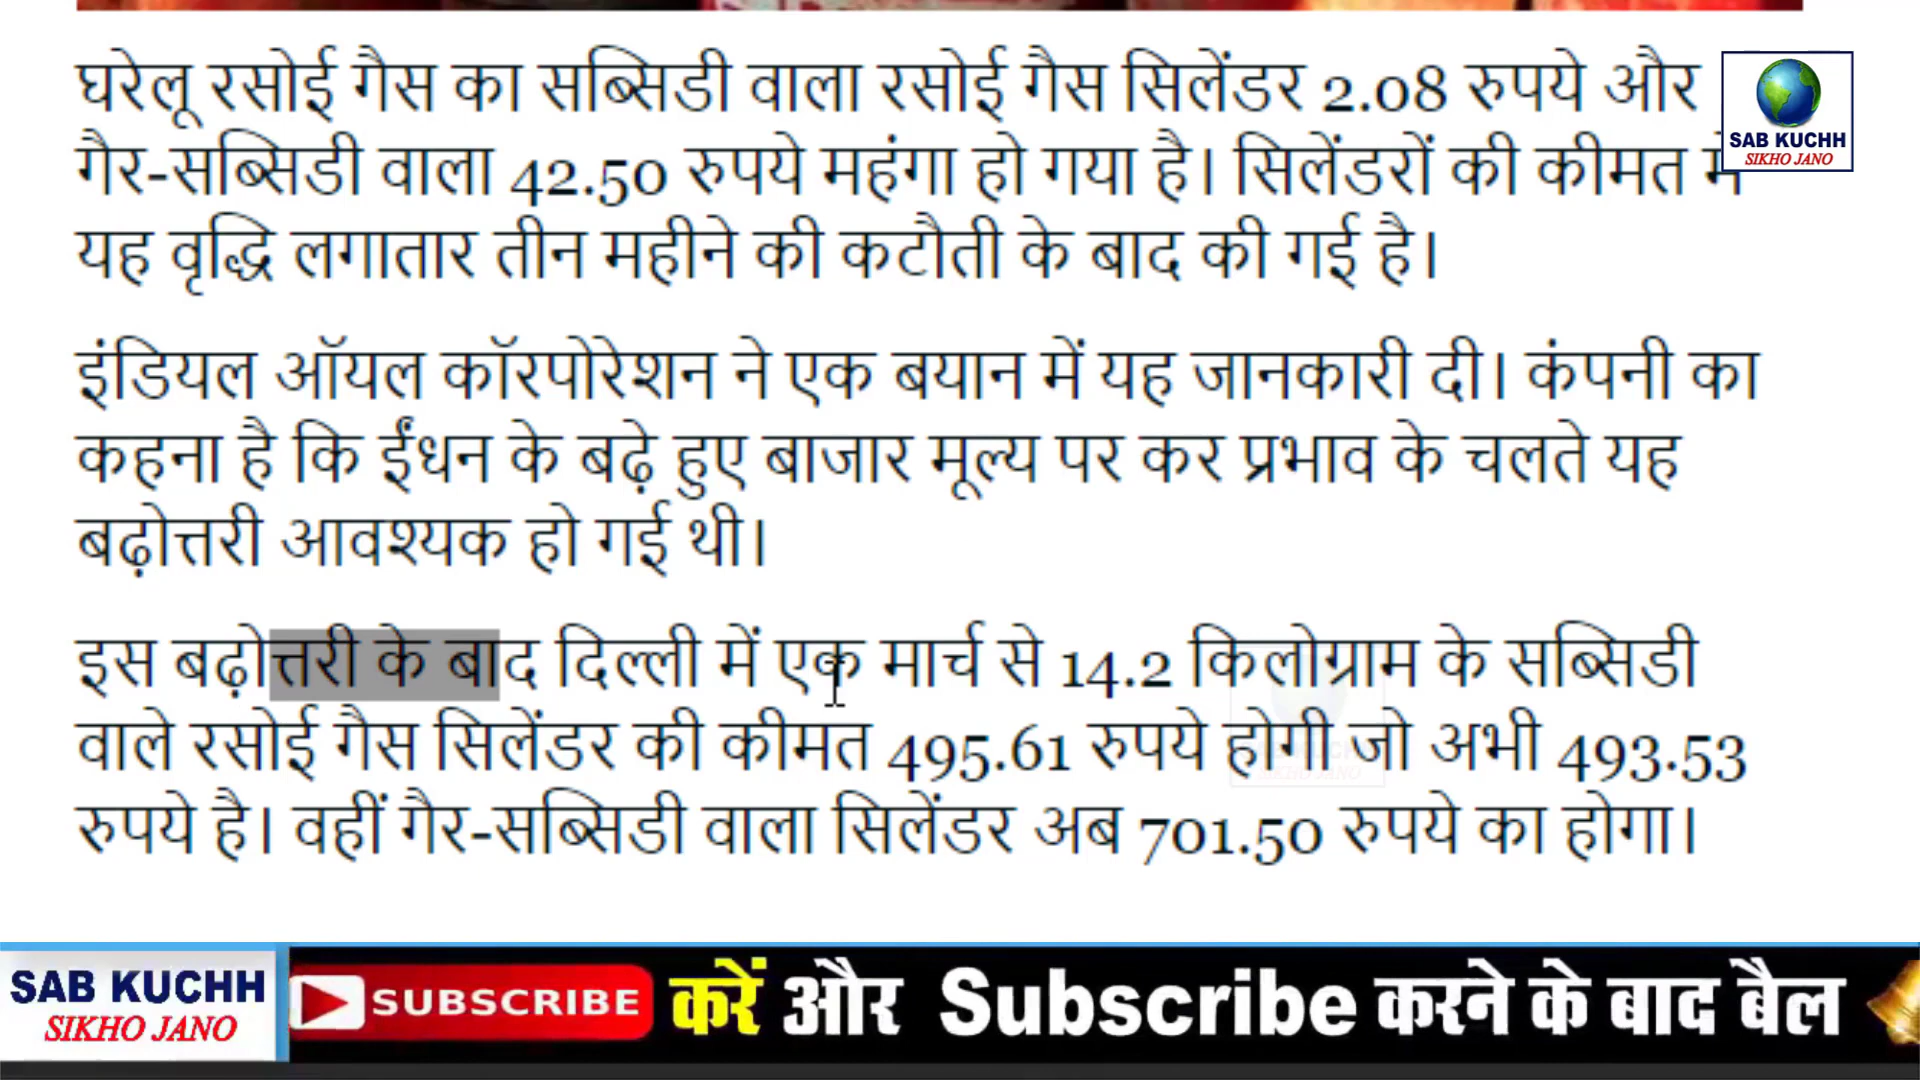 घरेलू रसोई गैस का सब्सिडी वाला रसोई गैस सिलेंडर 2.08 रुपये और
गैर-सब्सिडी वाला 42.50 रुपये महंगा हो गया है। सिलेंडरों की कीमत में
यह वृद्धि लगातार तीन महीने की कटौती के बाद की गई है।
SAB KUCHH
SIKHO JANO
इंडियल ऑयल कॉरपोरेशन ने एक बयान में यह जानकारी दी। कंपनी का
कहना है कि ईंधन के बढ़े हुए बाजार मूल्य पर कर प्रभाव के चलते यह
बढ़ोत्तरी आवश्यक हो गई थी।
इस बढ़ोत्तरी के बाद दिल्ली में एक मार्च से 14.2 किलोग्राम के सब्सिडी
वाले रसोई गैस सिलेंडर की कीमत 495.61 रुपये होगी जो अभी 493.53
रुपये है। वहीं गैर-सब्सिडी वाला सिलेंडर अब 701.50 रुपये का होगा।
SIKHO JANO
SAB KUCHH
SIKHO JANO
SUBSCRIBE करें और Subscribe करने के बाद बैल